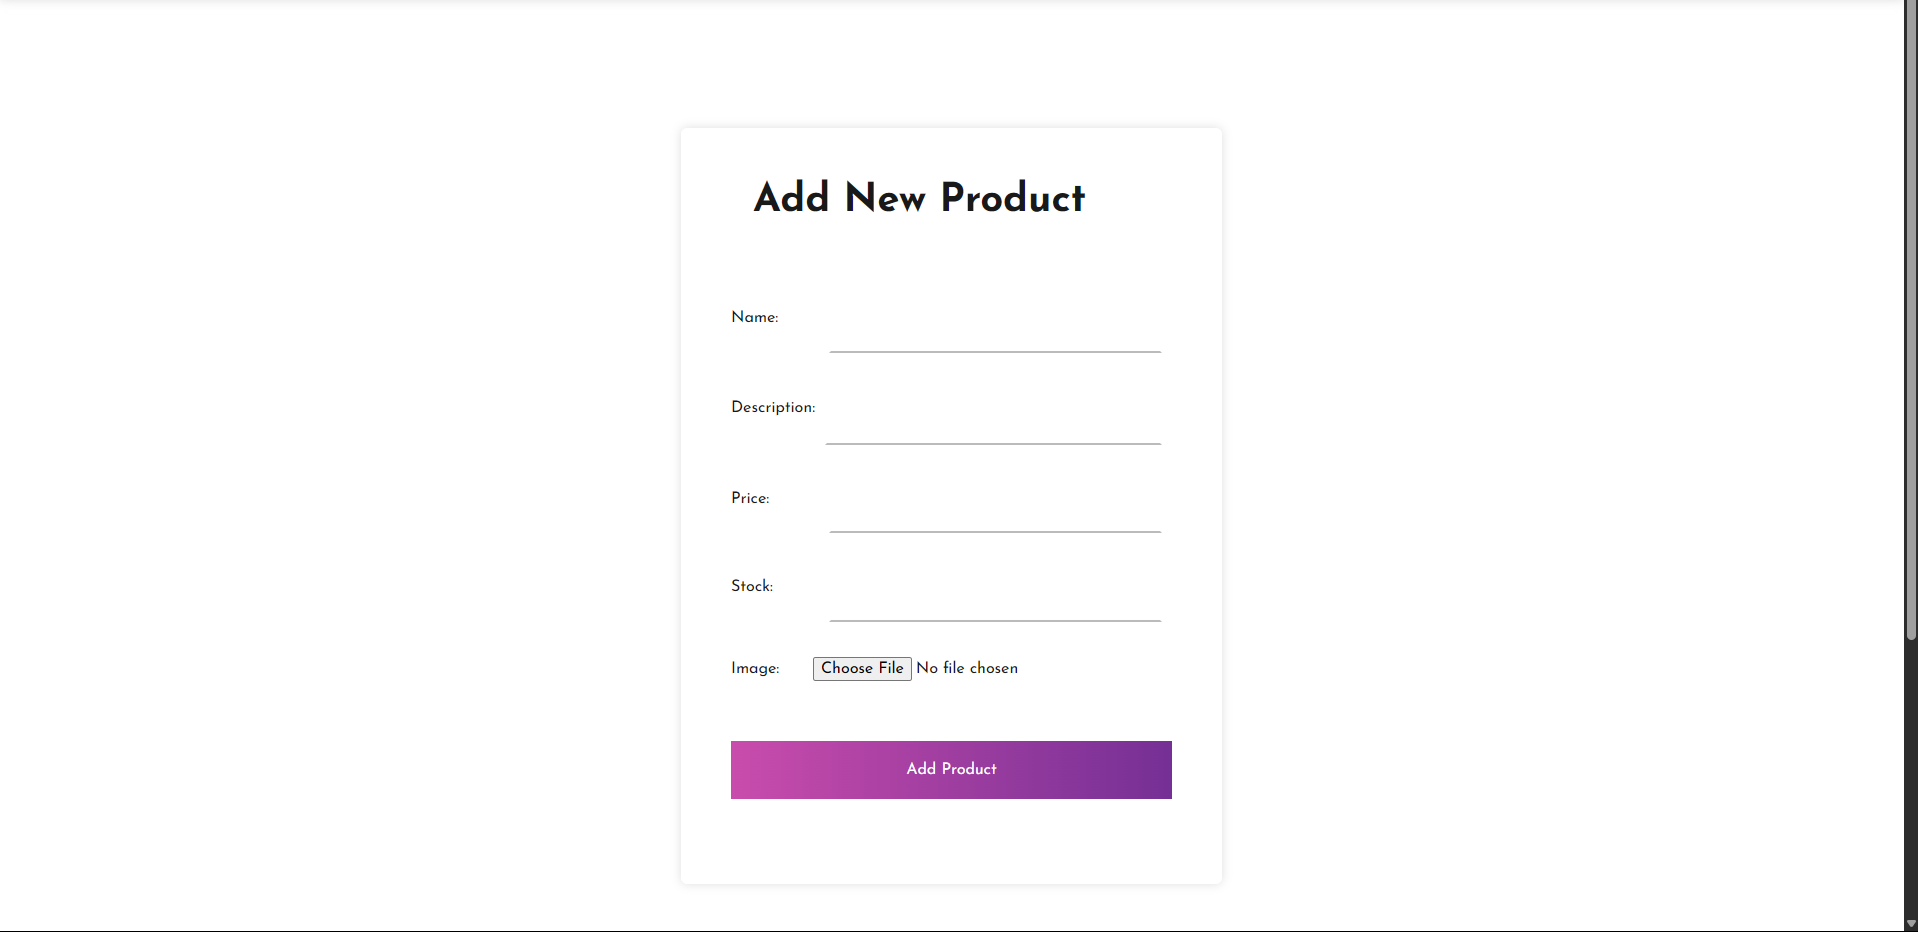 Add New Product
Name:
Description:
Price:
Stock:
Image: Choose File No file chosen
Add Product